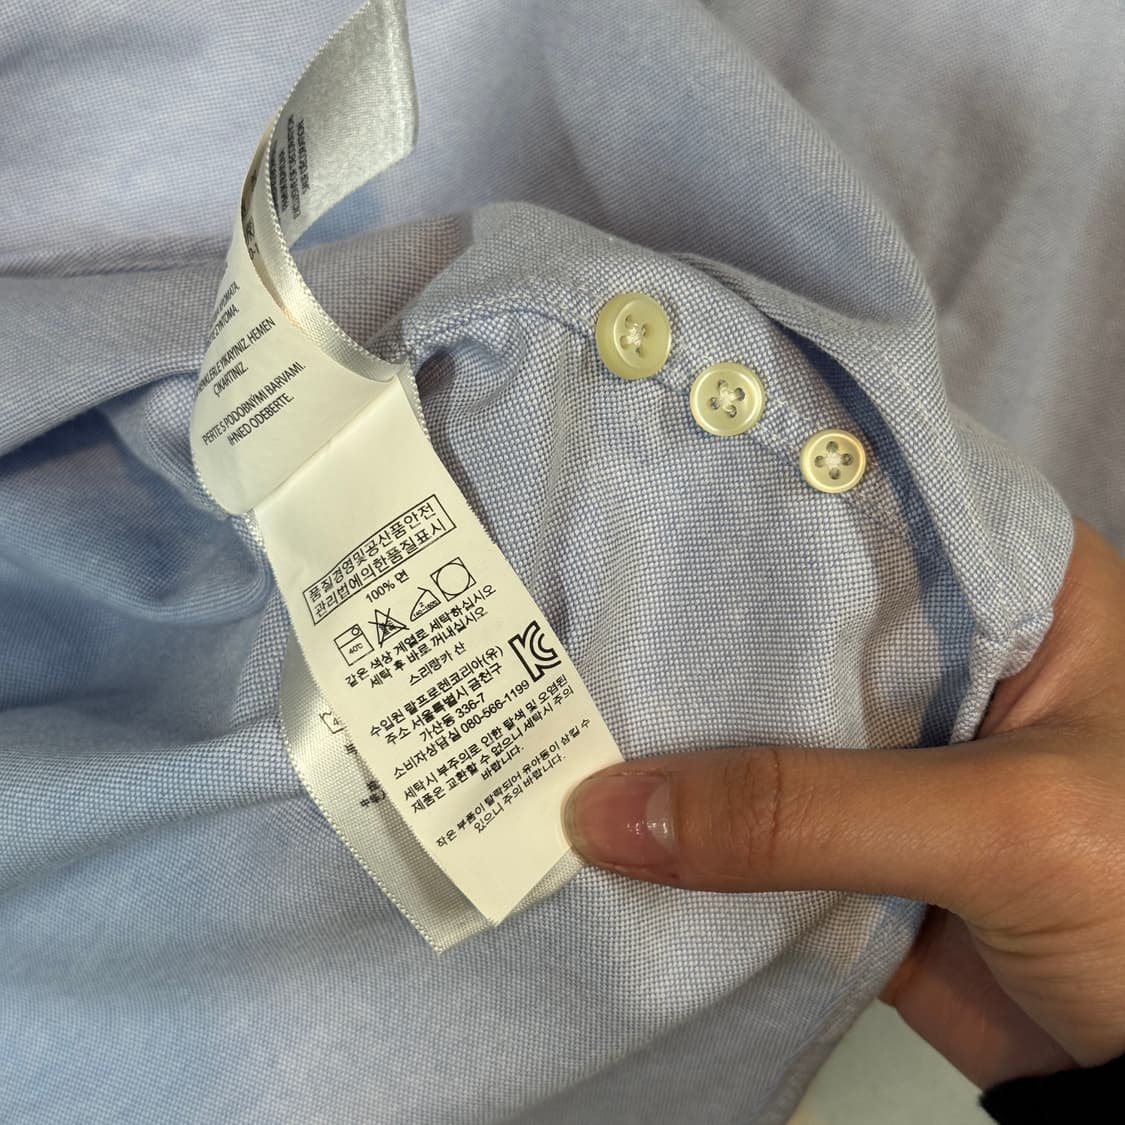 EYNTOMA.
RENKLERLE YIKAYINIZ. HEMEN
ÇIKARTINIZ.
PERTE S PODOBNÝMI BARVAMI.
IHNED ODEBERTE.
품질경영및공산품안전
관리법에의한품질표시
100% 면
40℃
같은 색상 계열로 세탁하십시오
세탁 후 바로 꺼내십시오
스리랑카 산
수입원 랄프로렌코리아(유)
주소 서울특별시 금천구
가산동 336-7
소비자상담실 080-566-1199
세탁시 부주의로 인한 탈색 및 오염된
제품은 교환할 수 없으니 세탁시 주의
바랍니다.
작은 부품이 탈락되어 유아동이 삼킬 수
있으니 주의 바랍니다.